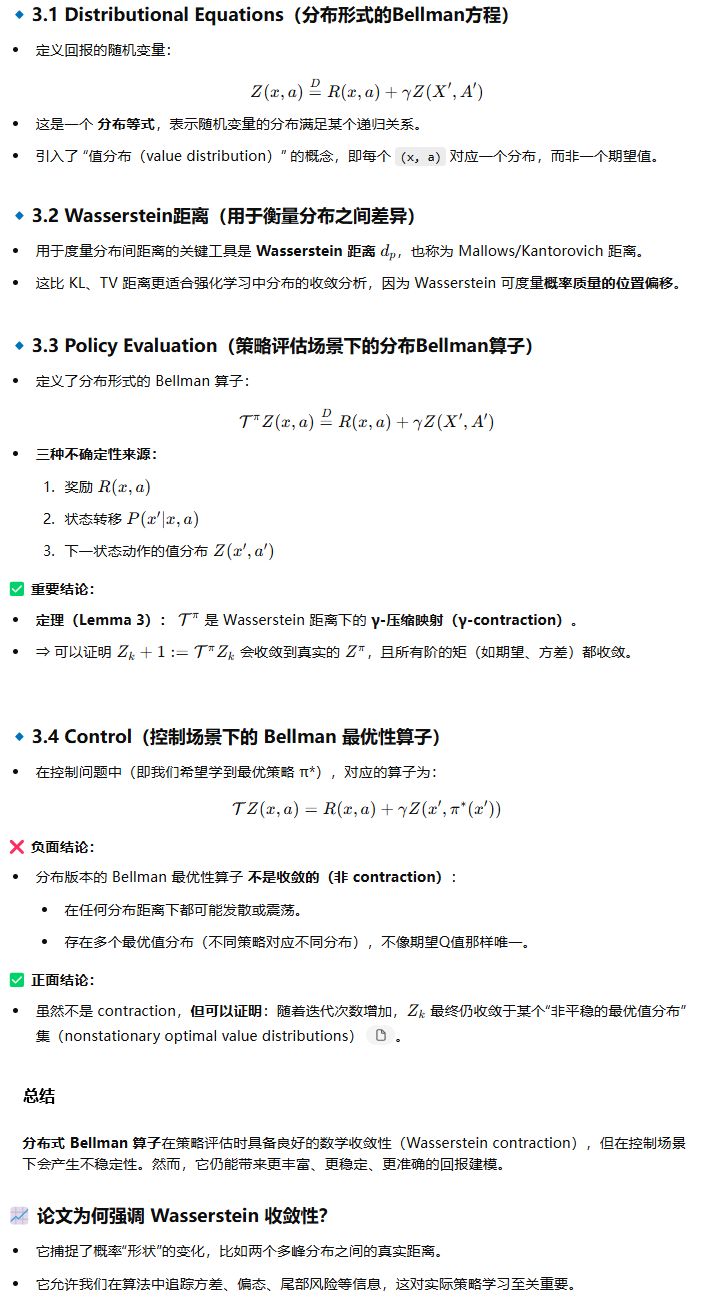 3.1 Distributional Equations（分布形式的Bellman方程）
• 定义回报的随机变量：
Z(x, a) =ᴰ R(x, a) + γZ(X′, A′)
• 这是一个 分布等式，表示随机变量的分布满足某个递归关系。
• 引入了 “值分布（value distribution）” 的概念，即每个 (x, a) 对应一个分布，而非一个期望值。
3.2 Wasserstein距离（用于衡量分布之间差异）
• 用于度量分布间距离的关键工具是 Wasserstein 距离 dₚ，也称为 Mallows/Kantorovich 距离。
• 这比 KL、TV 距离更适合强化学习中分布的收敛分析，因为 Wasserstein 可度量概率质量的位置偏移。
3.3 Policy Evaluation（策略评估场景下的分布Bellman算子）
• 定义了分布形式的 Bellman 算子：
𝒯^π Z(x, a) =ᴰ R(x, a) + γZ(X′, A′)
• 三种不确定性来源：
1. 奖励 R(x, a)
2. 状态转移 P(x′|x, a)
3. 下一状态动作的值分布 Z(x′, a′)
✅ 重要结论：
• 定理（Lemma 3）： 𝒯^π 是 Wasserstein 距离下的 γ-压缩映射（γ-contraction）。
• ⇒ 可以证明 Z_k + 1 := 𝒯^π Z_k 会收敛到真实的 Z^π，且所有阶的矩（如期望、方差）都收敛。
3.4 Control（控制场景下的 Bellman 最优性算子）
• 在控制问题中（即我们希望学到最优策略 π*），对应的算子为：
𝒯Z(x, a) = R(x, a) + γZ(x′, π*(x′))
❌ 负面结论：
• 分布版本的 Bellman 最优性算子 不是收敛的（非 contraction）：
• 在任何分布距离下都可能发散或震荡。
• 存在多个最优值分布（不同策略对应不同分布），不像期望Q值那样唯一。
✅ 正面结论：
• 虽然不是 contraction，但可以证明：随着迭代次数增加，Z_k 最终仍收敛于某个“非平稳的最优值分布”
集（nonstationary optimal value distributions）。
总结
分布式 Bellman 算子在策略评估时具备良好的数学收敛性（Wasserstein contraction），但在控制场景
下会产生不稳定性。然而，它仍能带来更丰富、更稳定、更准确的回报建模。
📈 论文为何强调 Wasserstein 收敛性？
• 它捕捉了概率“形状”的变化，比如两个多峰分布之间的真实距离。
• 它允许我们在算法中追踪方差、偏态、尾部风险等信息，这对实际策略学习至关重要。